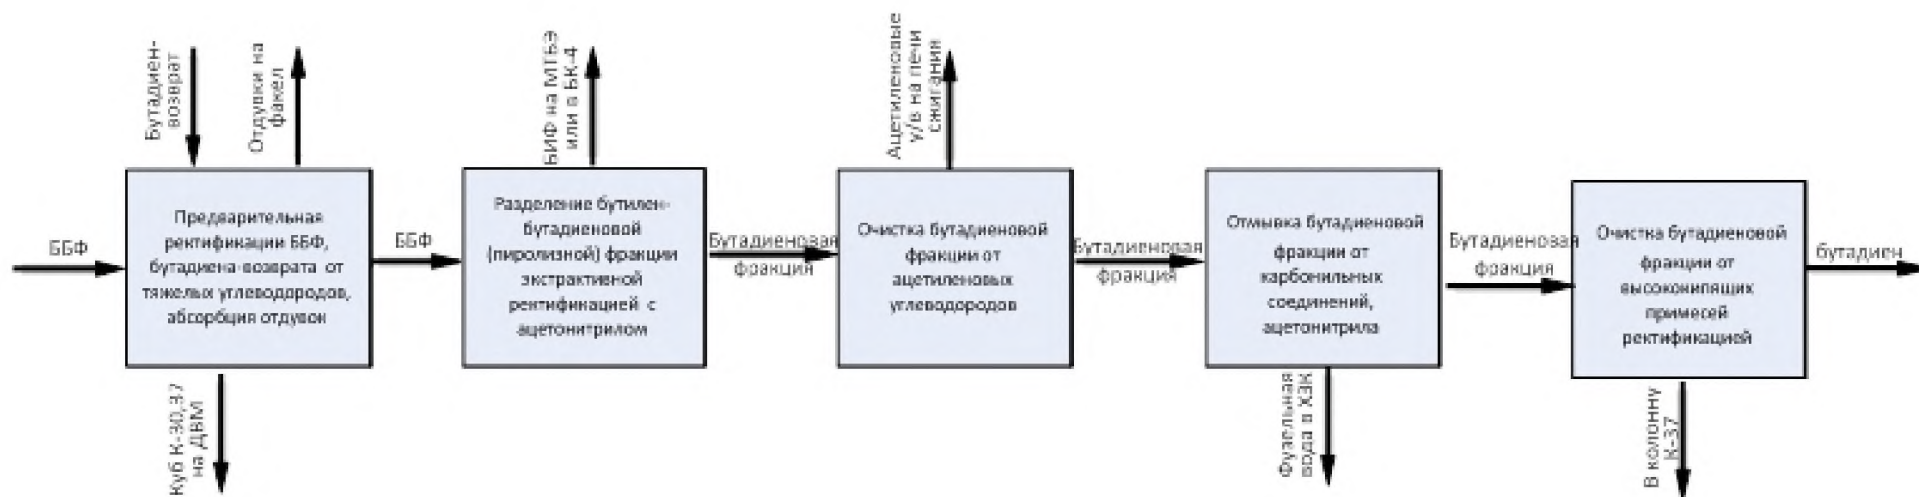 Бутадиен-
возврат
Отдувки на
факел
БИФ на МТБЭ
или в БК-4
Ацетиленовые
у/в на печи
сжигания
ББФ
Предварительная
ректификации ББФ,
бутадиена-возврата от
тяжелых углеводородов,
абсорбция отдувок
ББФ
Разделение бутилен-
бутадиеновой
(пиролизной) фракции
экстрактивной
ректификацией с
ацетонитрилом
Бутадиеновая
фракция
Очистка бутадиеновой
фракции от
ацетиленовых
углеводородов
Бутадиеновая
фракция
Отмывка бутадиеновой
фракции от
карбонильных
соединений,
ацетонитрила
Бутадиеновая
фракция
Очистка бутадиеновой
фракции от
высококипящих
примесей
ректификацией
бутадиен
Куб К-30,37
на ДВМ
Фузельная
вода в ХЗК
В колонну
К-37